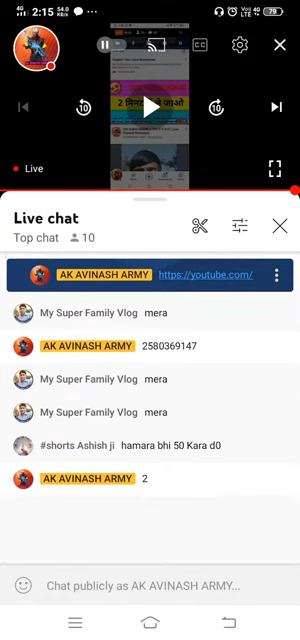 2:15 54.0 KB/s
Vo) LTE 4G 79
CC
2 मिनट
हो जाओ
10
10
Live
Live chat
Top chat 10
AK AVINASH ARMY https://youtube.com/
My Super Family Vlog mera
AK AVINASH ARMY 2580369147
My Super Family Vlog mera
My Super Family Vlog mera
#shorts Ashish ji hamara bhi 50 Kara d0
AK AVINASH ARMY 2
Chat publicly as AK AVINASH ARMY...